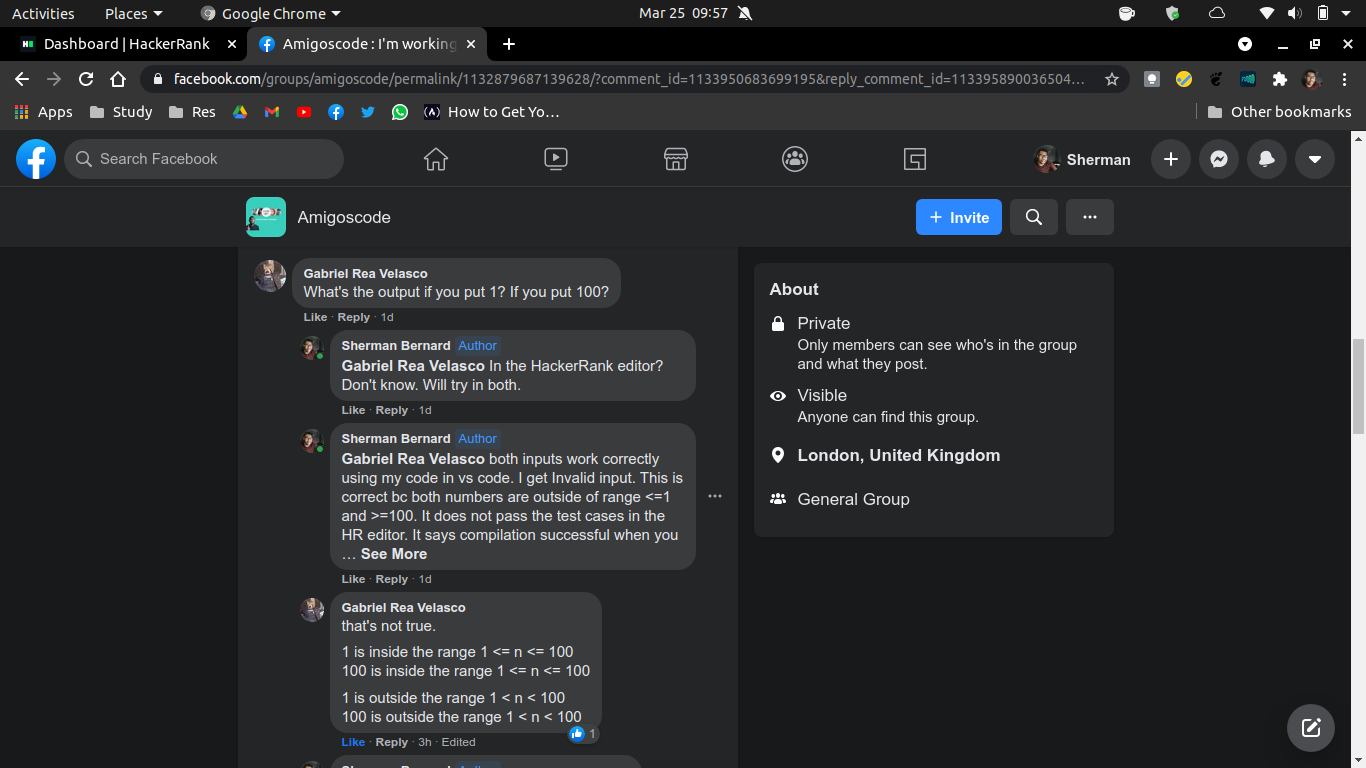 Activities Places Google Chrome Mar 25 09:57
Dashboard | HackerRank Amigoscode : I'm working
facebook.com/groups/amigoscode/permalink/1132879687139628/?comment_id=1133950683699195&reply_comment_id=113395890036504…
Apps Study Res How to Get Yo… Other bookmarks
Search Facebook Sherman
Amigoscode Invite
Gabriel Rea Velasco
What's the output if you put 1? If you put 100?
Like · Reply · 1d
Sherman Bernard Author
Gabriel Rea Velasco In the HackerRank editor?
Don't know. Will try in both.
Like · Reply · 1d
Sherman Bernard Author
Gabriel Rea Velasco both inputs work correctly
using my code in vs code. I get Invalid input. This is
correct bc both numbers are outside of range <=1
and >=100. It does not pass the test cases in the
HR editor. It says compilation successful when you
… See More
Like · Reply · 1d
Gabriel Rea Velasco
that's not true.
1 is inside the range 1 <= n <= 100
100 is inside the range 1 <= n <= 100
1 is outside the range 1 < n < 100
100 is outside the range 1 < n < 100
1
Like · Reply · 3h · Edited
Sherman Bernard Author
About
Private
Only members can see who's in the group
and what they post.
Visible
Anyone can find this group.
London, United Kingdom
General Group